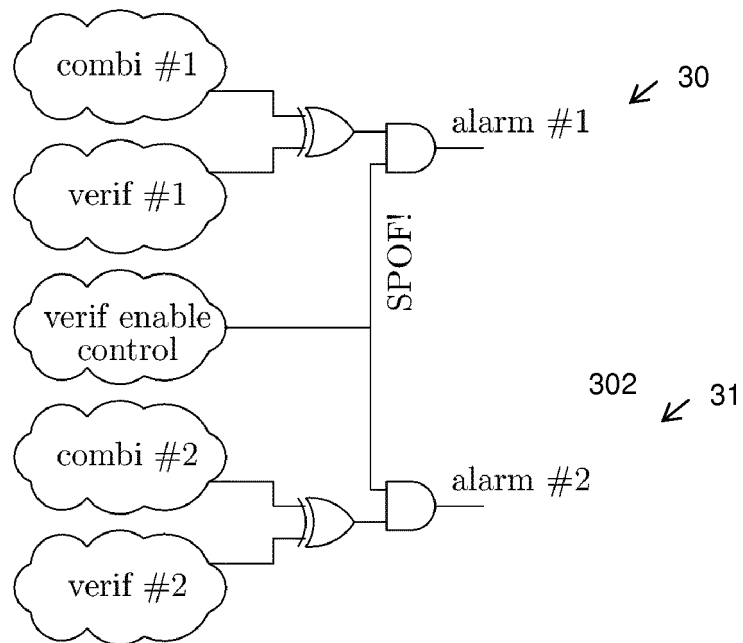 combi #1
30
alarm #1
verif #1
SPOF!
verif enable
control
302
31
combi #2
alarm #2
verif #2